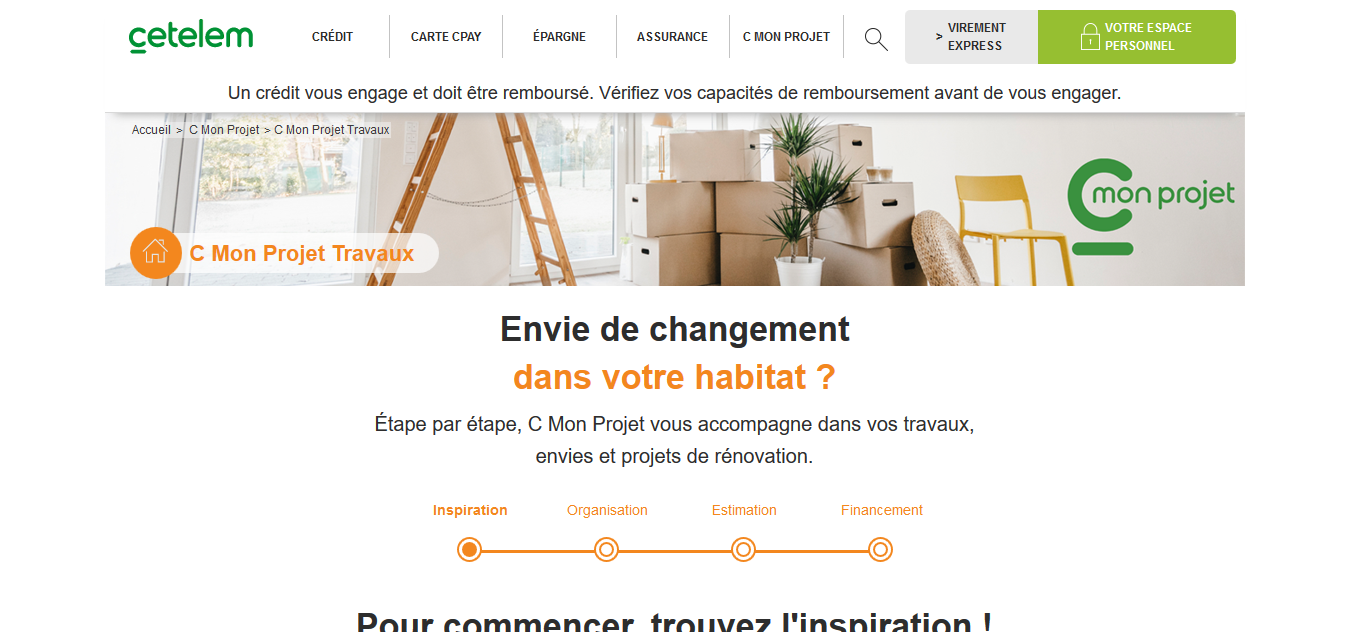 cetelem
CRÉDIT
CARTE CPAY
ÉPARGNE
ASSURANCE
C MON PROJET
> VIREMENT
EXPRESS
VOTRE ESPACE
PERSONNEL
Un crédit vous engage et doit être remboursé. Vérifiez vos capacités de remboursement avant de vous engager.
Accueil > C Mon Projet > C Mon Projet Travaux
C mon projet
C Mon Projet Travaux
Envie de changement
dans votre habitat ?
Étape par étape, C Mon Projet vous accompagne dans vos travaux,
envies et projets de rénovation.
Inspiration
Organisation
Estimation
Financement
Pour commencer, trouvez l'inspiration !